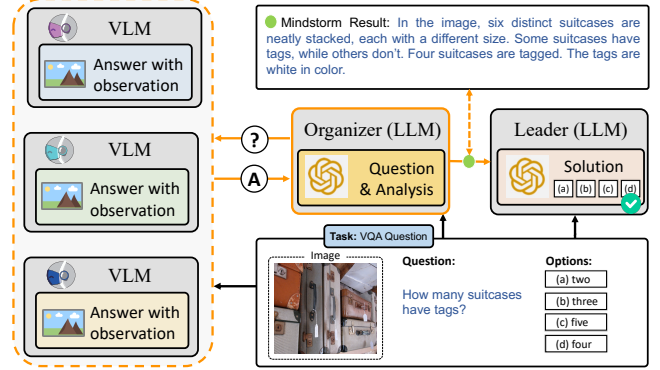 VLM
Answer with
observation
VLM
Answer with
observation
VLM
Answer with
observation
Mindstorm Result: In the image, six distinct suitcases are
neatly stacked, each with a different size. Some suitcases have
tags, while others don't. Four suitcases are tagged. The tags are
white in color.
?
A
Organizer (LLM)
Question
& Analysis
Leader (LLM)
Solution
(a) (b) (c) (d)
Task: VQA Question
Image
Question:
How many suitcases
have tags?
Options:
(a) two
(b) three
(c) five
(d) four